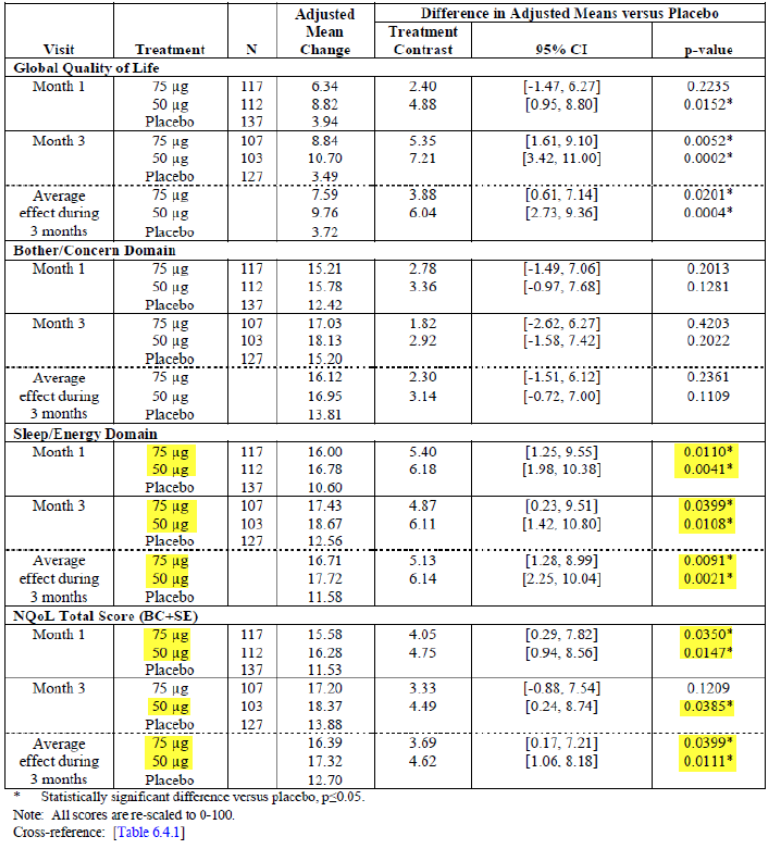 Difference in Adjusted Means versus Placebo
Visit Treatment N Adjusted Mean Change Treatment Contrast 95% CI p-value
Global Quality of Life
Month 1 75 µg 117 6.34 2.40 [-1.47, 6.27] 0.2235
50 µg 112 8.82 4.88 [0.95, 8.80] 0.0152*
Placebo 137 3.94
Month 3 75 µg 107 8.84 5.35 [1.61, 9.10] 0.0052*
50 µg 103 10.70 7.21 [3.42, 11.00] 0.0002*
Placebo 127 3.49
Average 75 µg 7.59 3.88 [0.61, 7.14] 0.0201*
effect during 50 µg 9.76 6.04 [2.73, 9.36] 0.0004*
3 months Placebo 3.72
Bother/Concern Domain
Month 1 75 µg 117 15.21 2.78 [-1.49, 7.06] 0.2013
50 µg 112 15.78 3.36 [-0.97, 7.68] 0.1281
Placebo 137 12.42
Month 3 75 µg 107 17.03 1.82 [-2.62, 6.27] 0.4203
50 µg 103 18.13 2.92 [-1.58, 7.42] 0.2022
Placebo 127 15.20
Average 75 µg 16.12 2.30 [-1.51, 6.12] 0.2361
effect during 50 µg 16.95 3.14 [-0.72, 7.00] 0.1109
3 months Placebo 13.81
Sleep/Energy Domain
Month 1 75 µg 117 16.00 5.40 [1.25, 9.55] 0.0110*
50 µg 112 16.78 6.18 [1.98, 10.38] 0.0041*
Placebo 137 10.60
Month 3 75 µg 107 17.43 4.87 [0.23, 9.51] 0.0399*
50 µg 103 18.67 6.11 [1.42, 10.80] 0.0108*
Placebo 127 12.56
Average 75 µg 16.71 5.13 [1.28, 8.99] 0.0091*
effect during 50 µg 17.72 6.14 [2.25, 10.04] 0.0021*
3 months Placebo 11.58
NQoL Total Score (BC+SE)
Month 1 75 µg 117 15.58 4.05 [0.29, 7.82] 0.0350*
50 µg 112 16.28 4.75 [0.94, 8.56] 0.0147*
Placebo 137 11.53
Month 3 75 µg 107 17.20 3.33 [-0.88, 7.54] 0.1209
50 µg 103 18.37 4.49 [0.24, 8.74] 0.0385*
Placebo 127 13.88
Average 75 µg 16.39 3.69 [0.17, 7.21] 0.0399*
effect during 50 µg 17.32 4.62 [1.06, 8.18] 0.0111*
3 months Placebo 12.70
* Statistically significant difference versus placebo, p≤0.05.
Note: All scores are re-scaled to 0-100.
Cross-reference: [Table 6.4.1]